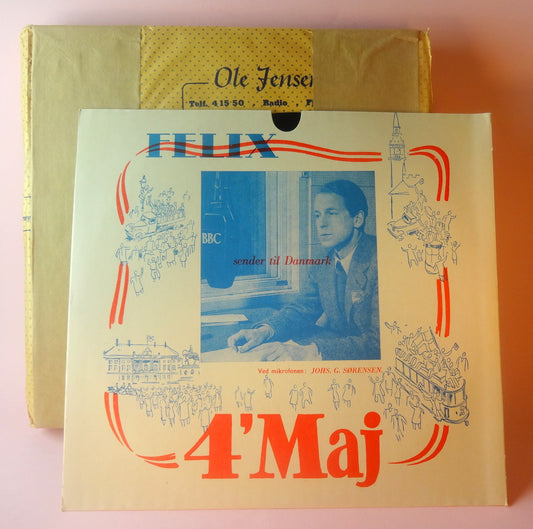 Ole Jensen
Telf. 4 15 50 , Radio ,
FELIX
BBC
sender til Danmark
Ved mikrofonen: JOHS. G. SØRENSEN
4' Maj